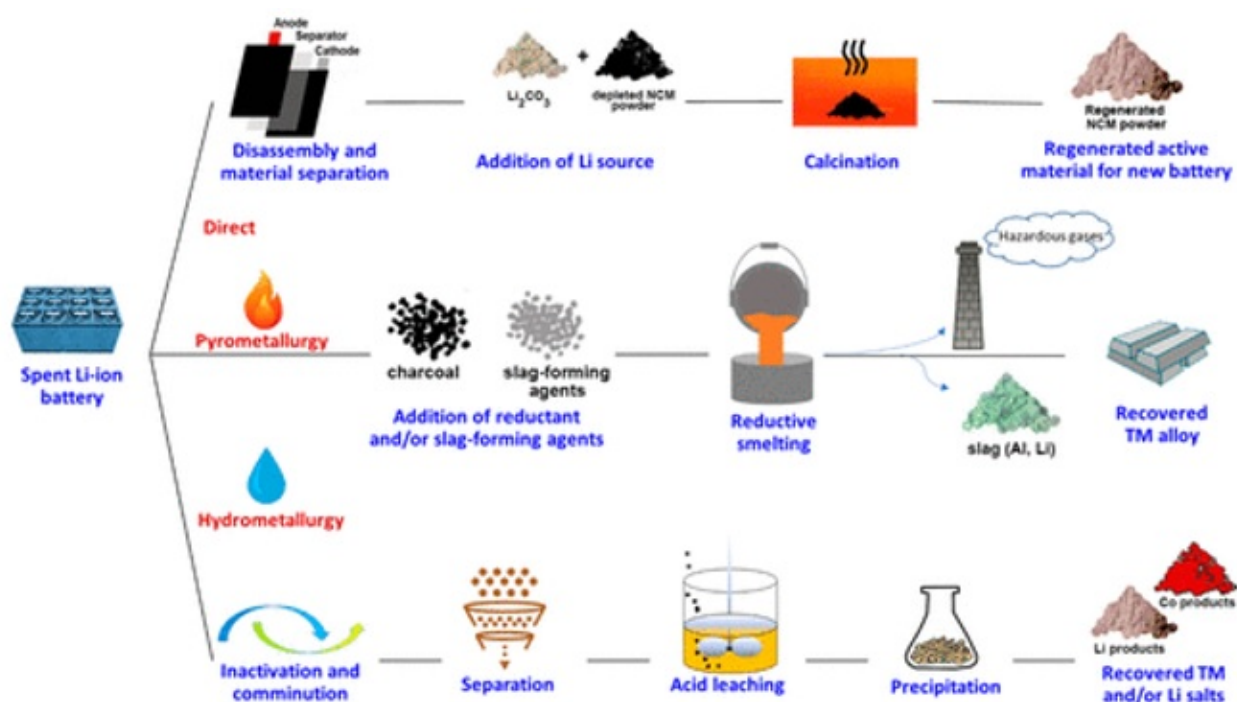 Anode
Separator
Cathode
Disassembly and
material separation
Li2CO3
+
depleted NCM
powder
Addition of Li source
Calcination
Regenerated
NCM powder
Regenerated active
material for new battery
Direct
Spent Li-ion
battery
Pyrometallurgy
charcoal
slag-forming
agents
Addition of reductant
and/or slag-forming agents
Reductive
smelting
Hazardous gases
slag (Al, Li)
Recovered
TM alloy
Hydrometallurgy
Inactivation and
comminution
Separation
Acid leaching
Precipitation
Co products
Li products
Recovered TM
and/or Li salts